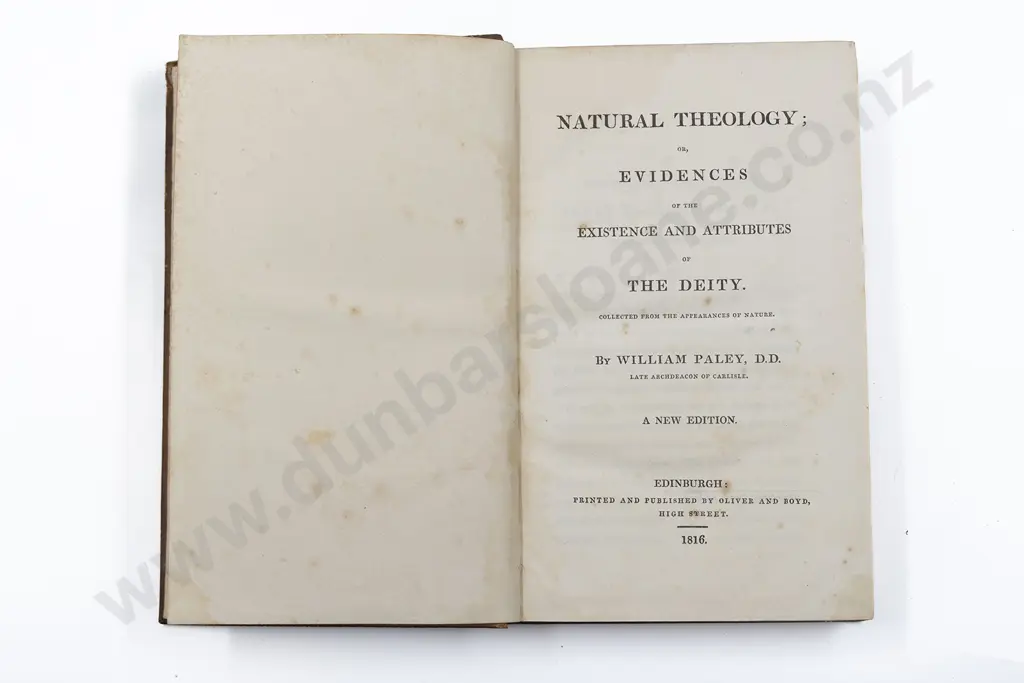 NATURAL THEOLOGY;
OR,
EVIDENCES
OF THE
EXISTENCE AND ATTRIBUTES
OF
THE DEITY.
COLLECTED FROM THE APPEARANCES OF NATURE.
BY WILLIAM PALEY, D.D.
LATE ARCHDEACON OF CARLISLE.
A NEW EDITION.
EDINBURGH:
PRINTED AND PUBLISHED BY OLIVER AND BOYD,
HIGH STREET.
1816.
www.dunbarsloane.co.nz